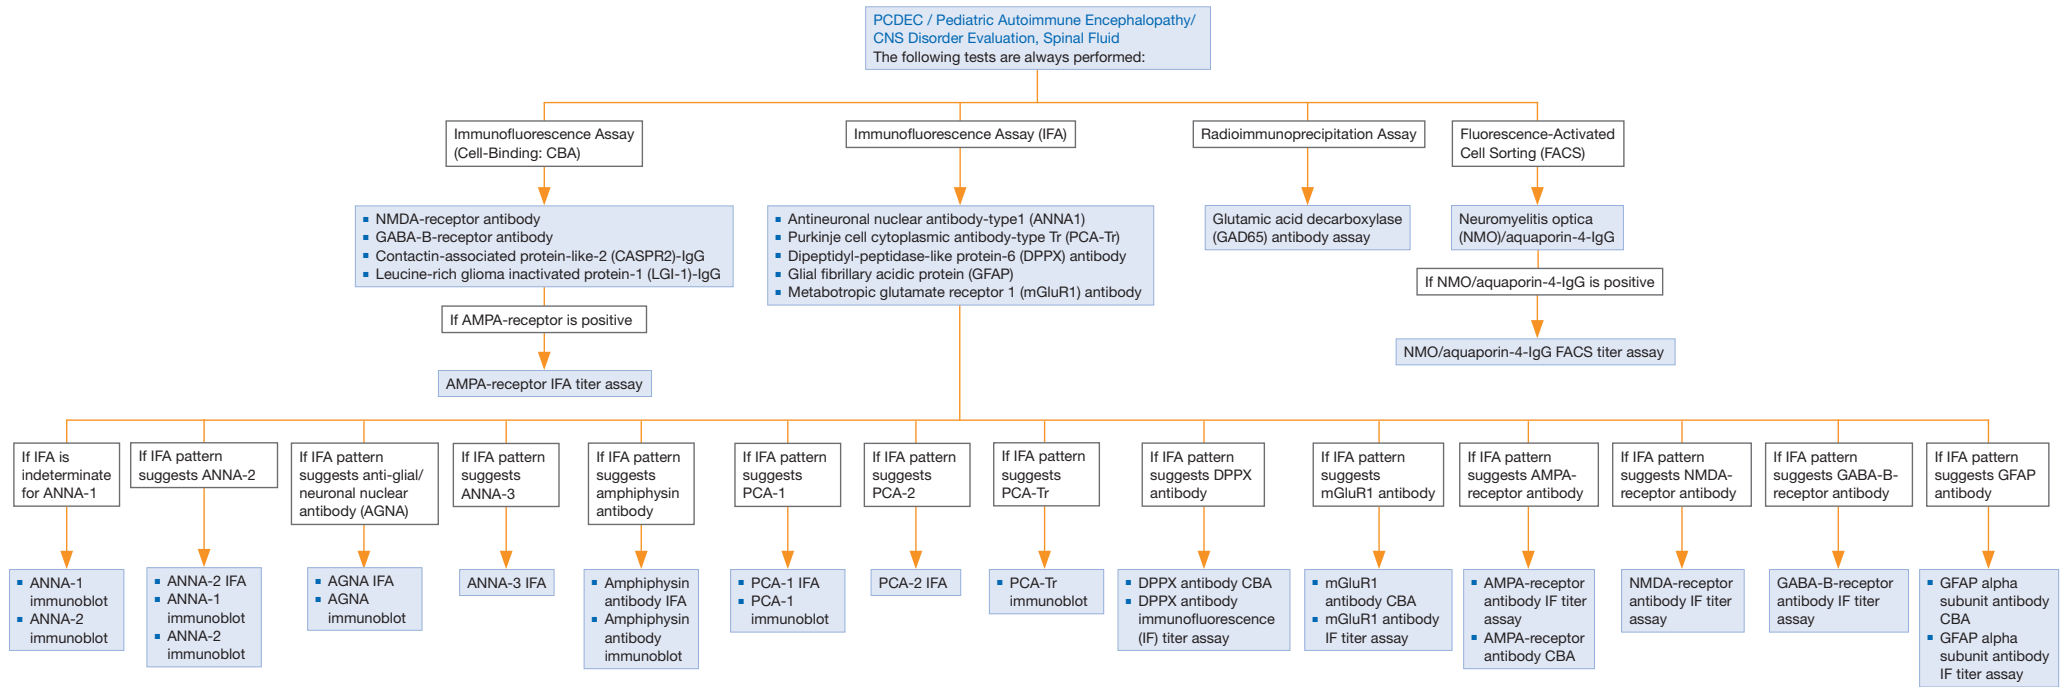 PCDEC / Pediatric Autoimmune Encephalopathy/
CNS Disorder Evaluation, Spinal Fluid
The following tests are always performed:
Immunofluorescence Assay
(Cell-Binding: CBA)
Immunofluorescence Assay (IFA)
Radioimmunoprecipitation Assay
Fluorescence-Activated
Cell Sorting (FACS)
▪ NMDA-receptor antibody
▪ GABA-B-receptor antibody
▪ Contactin-associated protein-like-2 (CASPR2)-IgG
▪ Leucine-rich glioma inactivated protein-1 (LGI-1)-IgG
▪ Antineuronal nuclear antibody-type1 (ANNA1)
▪ Purkinje cell cytoplasmic antibody-type Tr (PCA-Tr)
▪ Dipeptidyl-peptidase-like protein-6 (DPPX) antibody
▪ Glial fibrillary acidic protein (GFAP)
▪ Metabotropic glutamate receptor 1 (mGluR1) antibody
Glutamic acid decarboxylase
(GAD65) antibody assay
Neuromyelitis optica
(NMO)/aquaporin-4-IgG
If AMPA-receptor is positive
AMPA-receptor IFA titer assay
If NMO/aquaporin-4-IgG is positive
NMO/aquaporin-4-IgG FACS titer assay
If IFA is
indeterminate
for ANNA-1
If IFA pattern
suggests ANNA-2
If IFA pattern
suggests anti-glial/
neuronal nuclear
antibody (AGNA)
If IFA pattern
suggests
ANNA-3
If IFA pattern
suggests
amphiphysin
antibody
If IFA pattern
suggests
PCA-1
If IFA pattern
suggests
PCA-2
If IFA pattern
suggests
PCA-Tr
If IFA pattern
suggests DPPX
antibody
If IFA pattern
suggests
mGluR1 antibody
If IFA pattern
suggests AMPA-
receptor antibody
If IFA pattern
suggests NMDA-
receptor antibody
If IFA pattern
suggests GABA-B-
receptor antibody
If IFA pattern
suggests GFAP
antibody
▪ ANNA-1
immunoblot
▪ ANNA-2
immunoblot
▪ ANNA-2 IFA
▪ ANNA-1
immunoblot
▪ ANNA-2
immunoblot
▪ AGNA IFA
▪ AGNA
immunoblot
ANNA-3 IFA
▪ Amphiphysin
antibody IFA
▪ Amphiphysin
antibody
immunoblot
▪ PCA-1 IFA
▪ PCA-1
immunoblot
PCA-2 IFA
▪ PCA-Tr
immunoblot
▪ DPPX antibody CBA
▪ DPPX antibody
immunofluorescence
(IF) titer assay
▪ mGluR1
antibody CBA
▪ mGluR1 antibody
IF titer assay
▪ AMPA-receptor
antibody IF titer
assay
▪ AMPA-receptor
antibody CBA
NMDA-receptor
antibody IF titer
assay
GABA-B-receptor
antibody IF titer
assay
▪ GFAP alpha
subunit antibody
CBA
▪ GFAP alpha
subunit antibody
IF titer assay